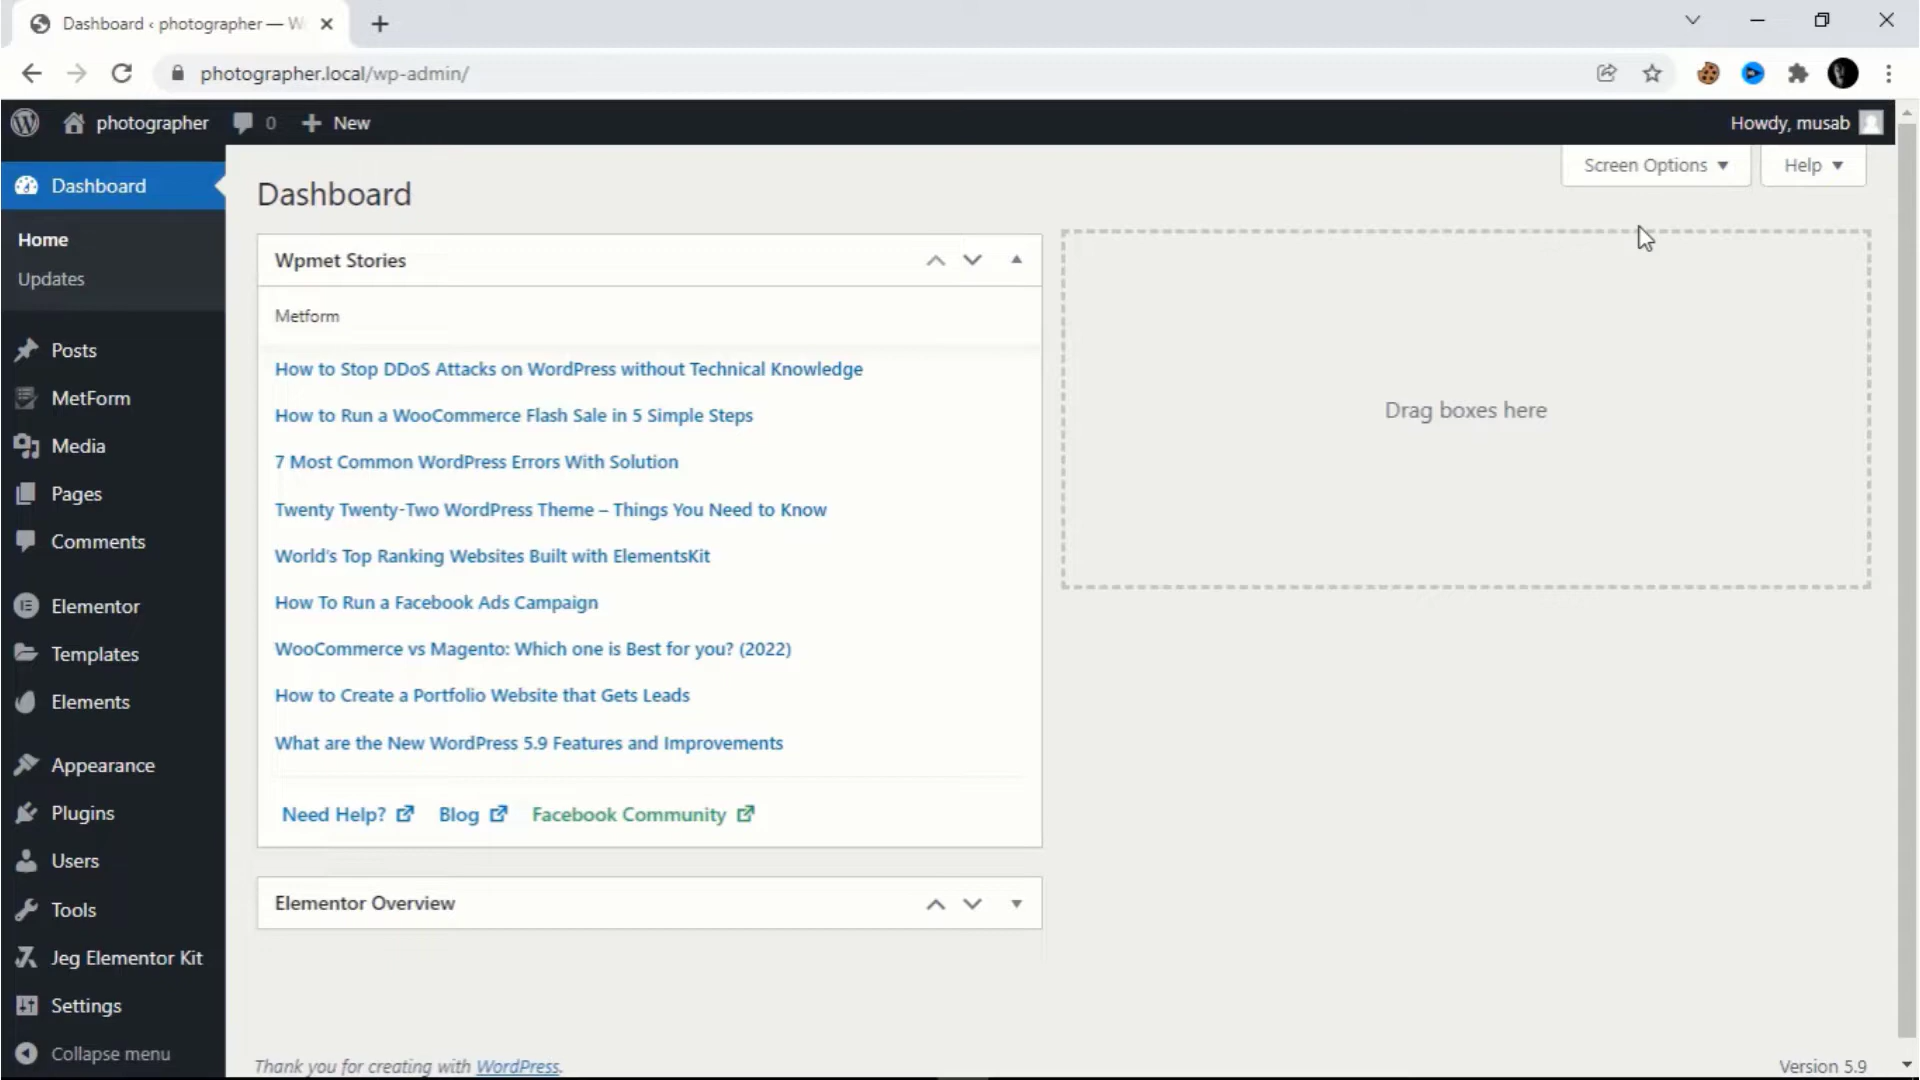 Dashboard ‹ photographer — W
photographer.local/wp-admin/
photographer 0 New
Howdy, musab
Screen Options Help
Dashboard
Home
Updates
Posts
MetForm
Media
Pages
Comments
Elementor
Templates
Elements
Appearance
Plugins
Users
Tools
Jeg Elementor Kit
Settings
Collapse menu
Dashboard
Wpmet Stories
Metform
How to Stop DDoS Attacks on WordPress without Technical Knowledge
How to Run a WooCommerce Flash Sale in 5 Simple Steps
7 Most Common WordPress Errors With Solution
Twenty Twenty-Two WordPress Theme – Things You Need to Know
World's Top Ranking Websites Built with ElementsKit
How To Run a Facebook Ads Campaign
WooCommerce vs Magento: Which one is Best for you? (2022)
How to Create a Portfolio Website that Gets Leads
What are the New WordPress 5.9 Features and Improvements
Need Help? Blog Facebook Community
Elementor Overview
Drag boxes here
Thank you for creating with WordPress.
Version 5.9